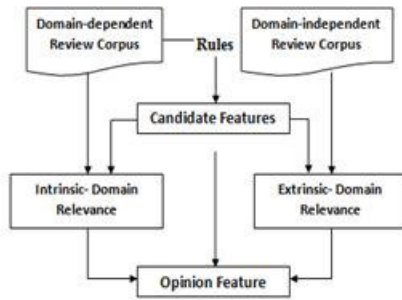 Domain-dependent
Review Corpus
Rules
Domain-independent
Review Corpus
Candidate Features
Intrinsic- Domain
Relevance
Extrinsic- Domain
Relevance
Opinion Feature